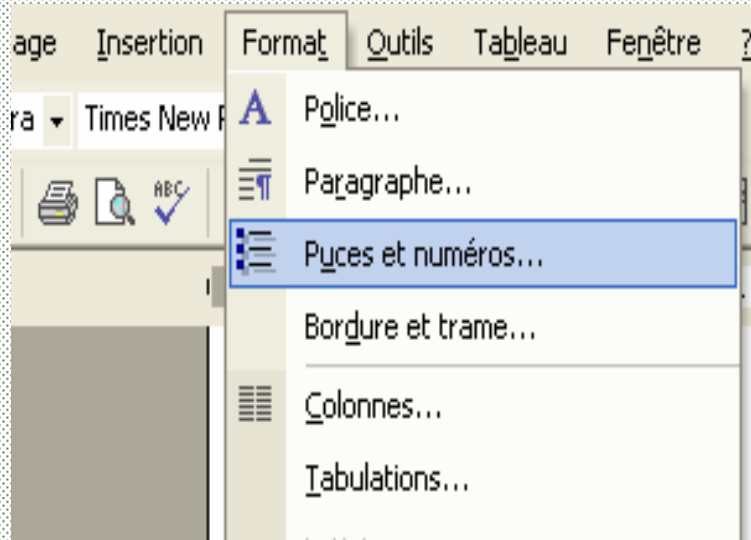 age Insertion Format Outils Tableau Fenêtre ?
ra Times New R
ABC
Police...
Paragraphe...
Puces et numéros...
Bordure et trame...
Colonnes...
Tabulations...